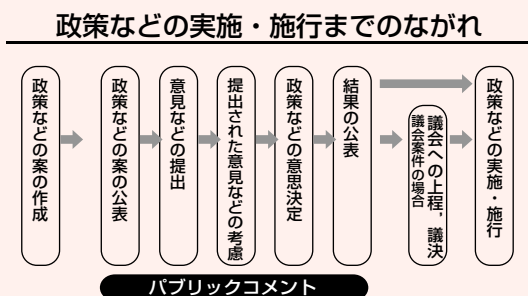 政策などの実施・施行までのながれ
政策などの案の作成
政策などの案の公表
意見などの提出
提出された意見などの考慮
政策などの意思決定
結果の公表
議会への上程，議決
議会案件の場合
政策などの実施・施行
パブリックコメント